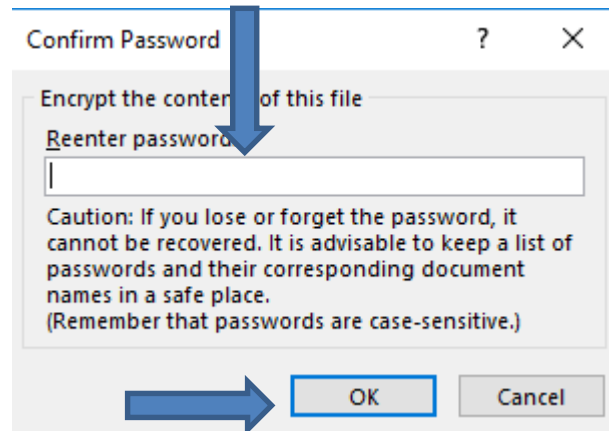 Confirm Password ? ×
Encrypt the conten of this file
Reenter password
Caution: If you lose or forget the password, it
cannot be recovered. It is advisable to keep a list of
passwords and their corresponding document
names in a safe place.
(Remember that passwords are case-sensitive.)
OK Cancel